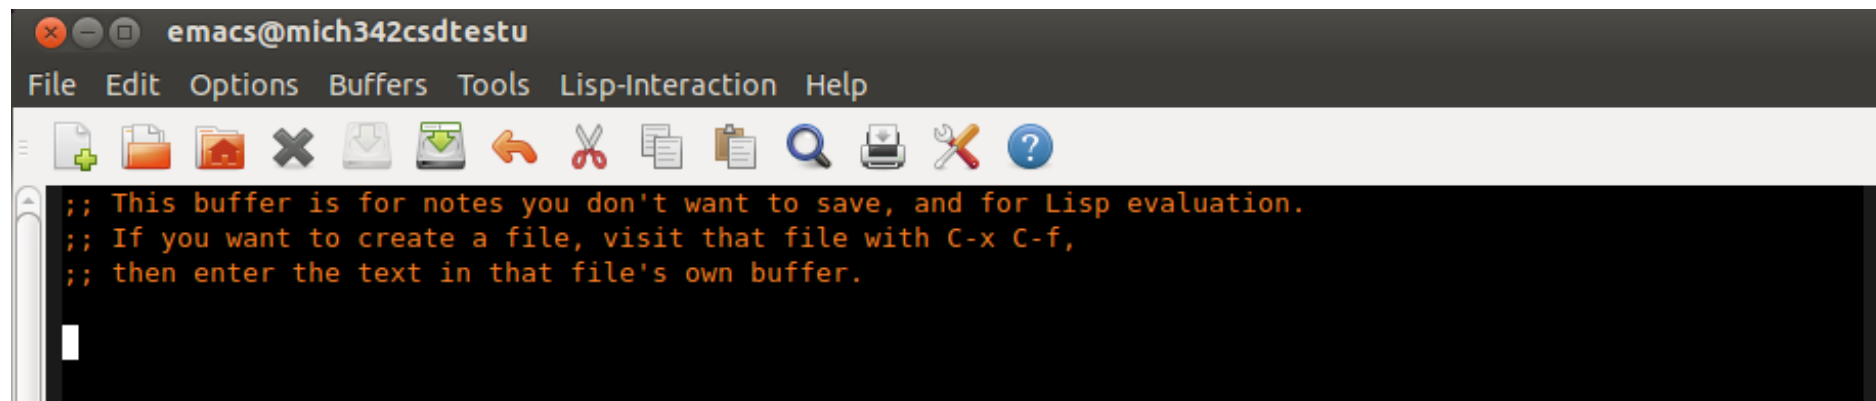 emacs@mich342csdtestu
File Edit Options Buffers Tools Lisp-Interaction Help
;; This buffer is for notes you don't want to save, and for Lisp evaluation.
;; If you want to create a file, visit that file with C-x C-f,
;; then enter the text in that file's own buffer.